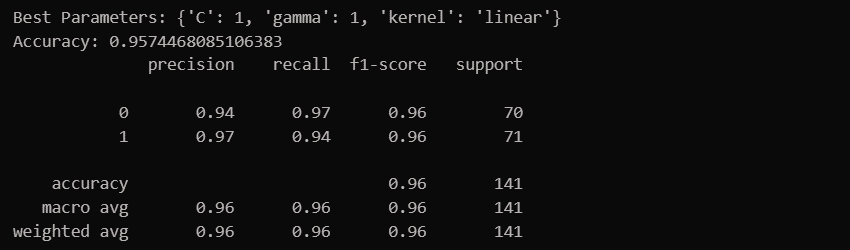 Best Parameters: {'C': 1, 'gamma': 1, 'kernel': 'linear'}
Accuracy: 0.9574468085106383
precision recall f1-score support
0 0.94 0.97 0.96 70
1 0.97 0.94 0.96 71
accuracy 0.96 141
macro avg 0.96 0.96 0.96 141
weighted avg 0.96 0.96 0.96 141